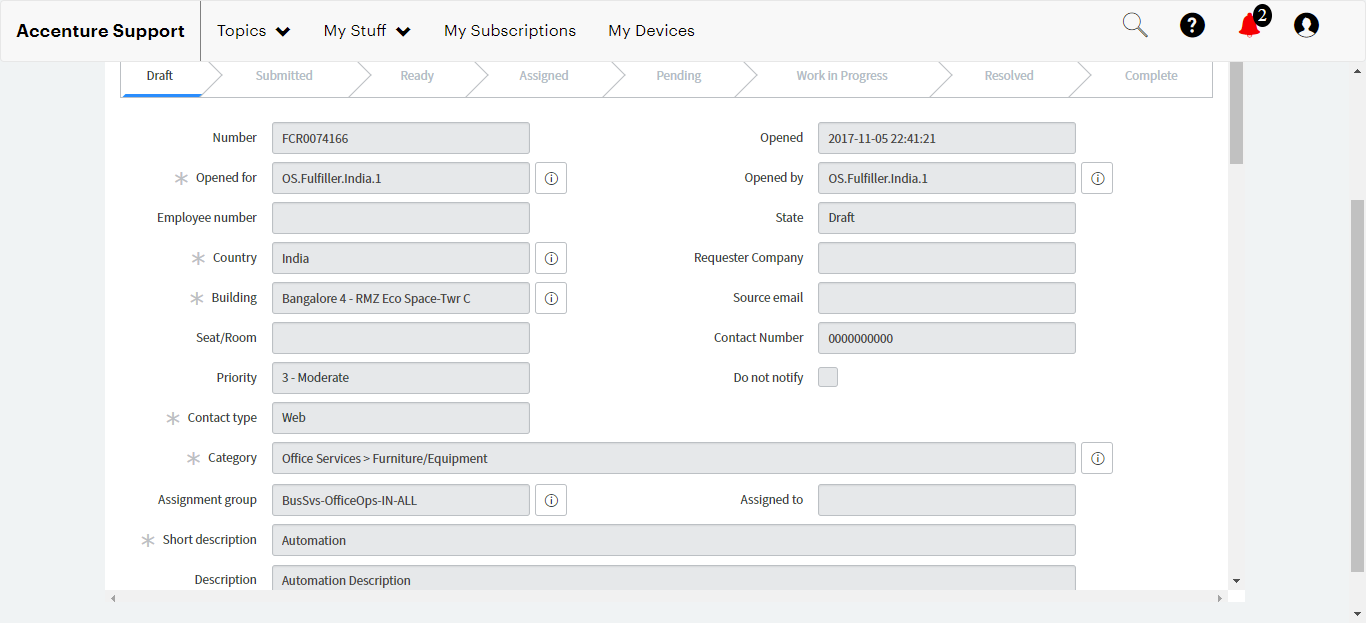 Accenture Support Topics My Stuff My Subscriptions My Devices ? 2
Draft Submitted Ready Assigned Pending Work in Progress Resolved Complete
Number FCR0074166 Opened 2017-11-05 22:41:21
Opened for OS.Fulfiller.India.1 Opened by OS.Fulfiller.India.1
Employee number State Draft
Country India Requester Company
Building Bangalore 4 - RMZ Eco Space-Twr C Source email
Seat/Room Contact Number 0000000000
Priority 3 - Moderate Do not notify
Contact type Web
Category Office Services > Furniture/Equipment
Assignment group BusSvs-OfficeOps-IN-ALL Assigned to
Short description Automation
Description Automation Description